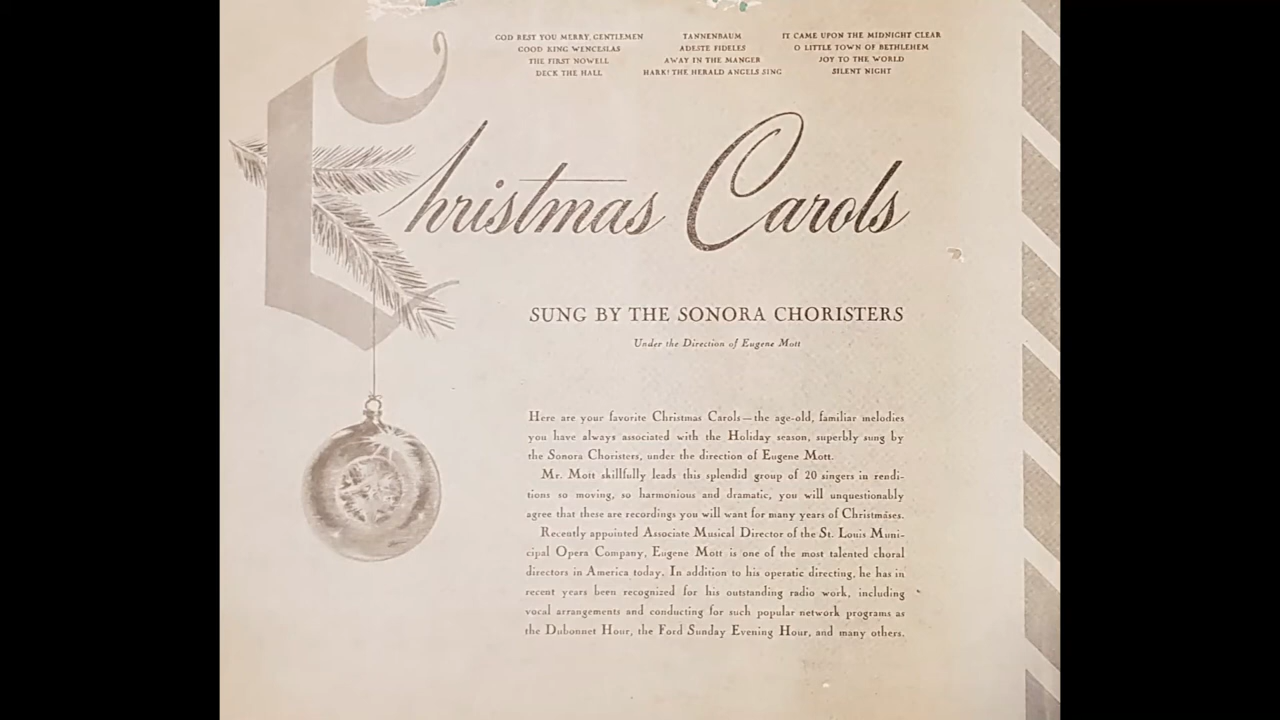 GOD REST YOU MERRY, GENTLEMEN
GOOD KING WENCESLAS
THE FIRST NOWELL
DECK THE HALL
TANNENBAUM
ADESTE FIDELES
AWAY IN THE MANGER
HARK! THE HERALD ANGELS SING
IT CAME UPON THE MIDNIGHT CLEAR
O LITTLE TOWN OF BETHLEHEM
JOY TO THE WORLD
SILENT NIGHT
Christmas Carols
SUNG BY THE SONORA CHORISTERS
Under the Direction of Eugene Mott
Here are your favorite Christmas Carols—the age-old, familiar melodies
you have always associated with the Holiday season, superbly sung by
the Sonora Choristers, under the direction of Eugene Mott.
Mr. Mott skillfully leads this splendid group of 20 singers in rendi-
tions so moving, so harmonious and dramatic, you will unquestionably
agree that these are recordings you will want for many years of Christmases.
Recently appointed Associate Musical Director of the St. Louis Muni-
cipal Opera Company, Eugene Mott is one of the most talented choral
directors in America today. In addition to his operatic directing, he has in
recent years been recognized for his outstanding radio work, including
vocal arrangements and conducting for such popular network programs as
the Dubonnet Hour, the Ford Sunday Evening Hour, and many others.